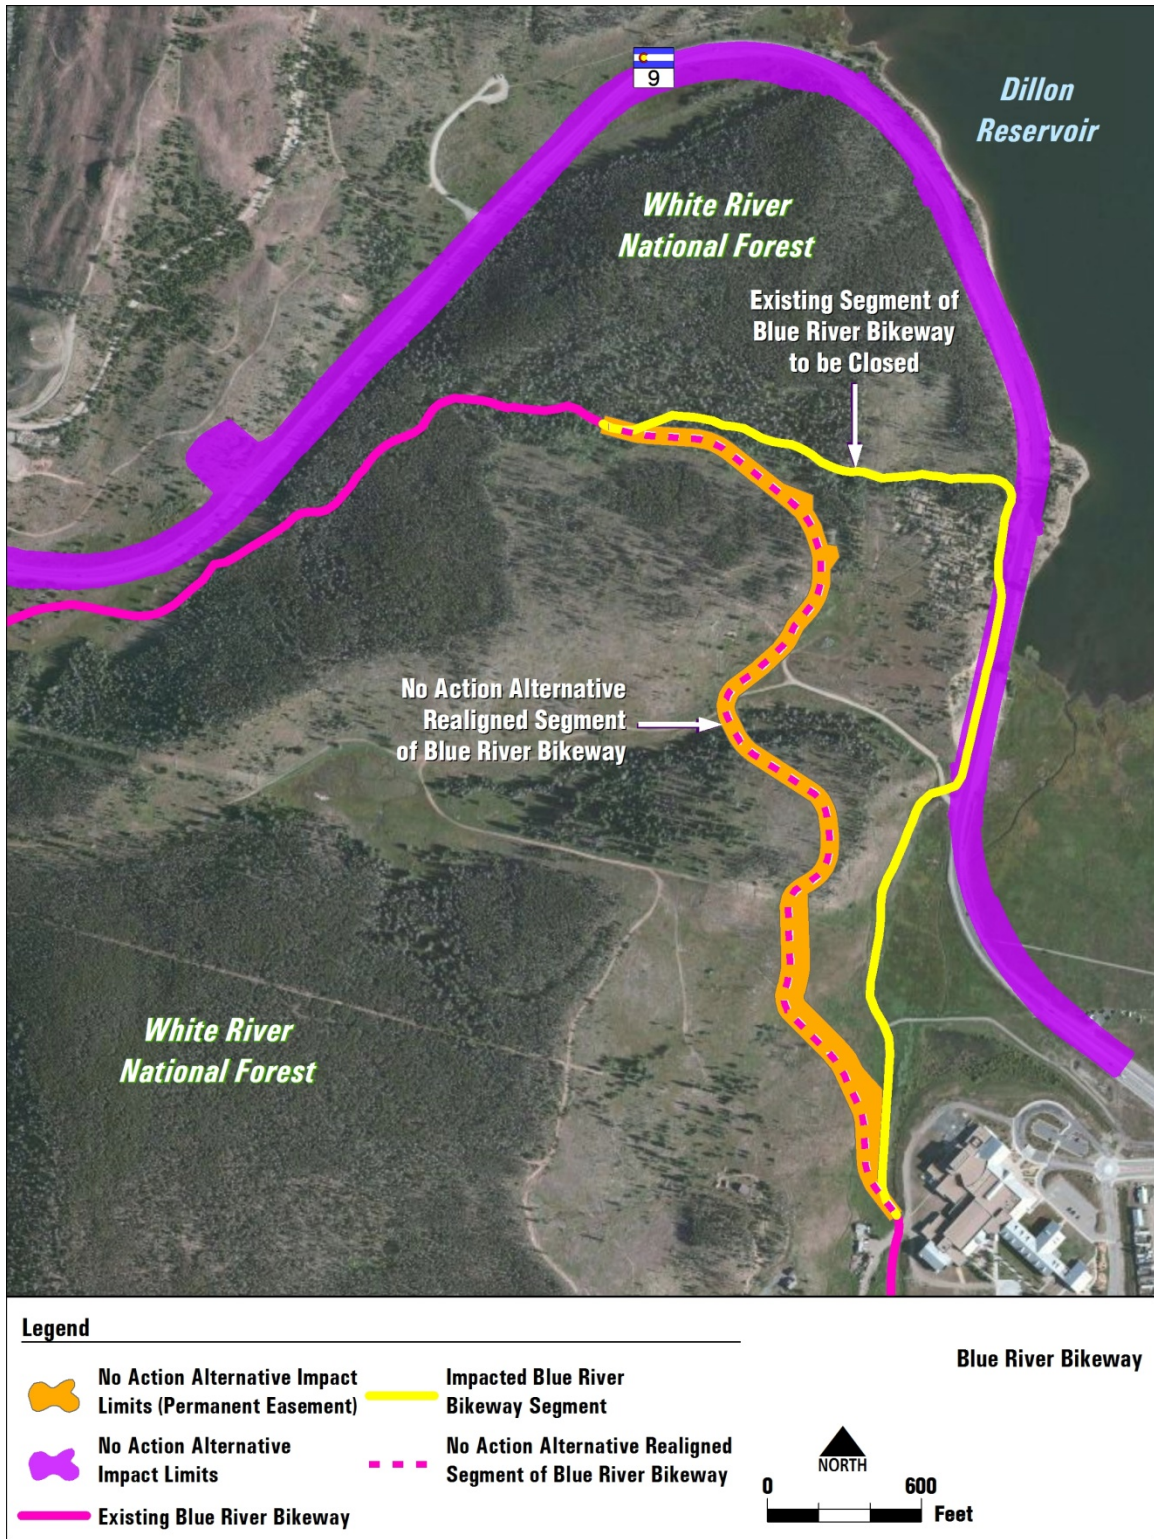 9
Dillon
Reservoir
White River
National Forest
Existing Segment of
Blue River Bikeway
to be Closed
No Action Alternative
Realigned Segment
of Blue River Bikeway
White River
National Forest
Legend
No Action Alternative Impact
Limits (Permanent Easement)
No Action Alternative
Impact Limits
Existing Blue River Bikeway
Impacted Blue River
Bikeway Segment
No Action Alternative Realigned
Segment of Blue River Bikeway
Blue River Bikeway
NORTH
0 600
Feet